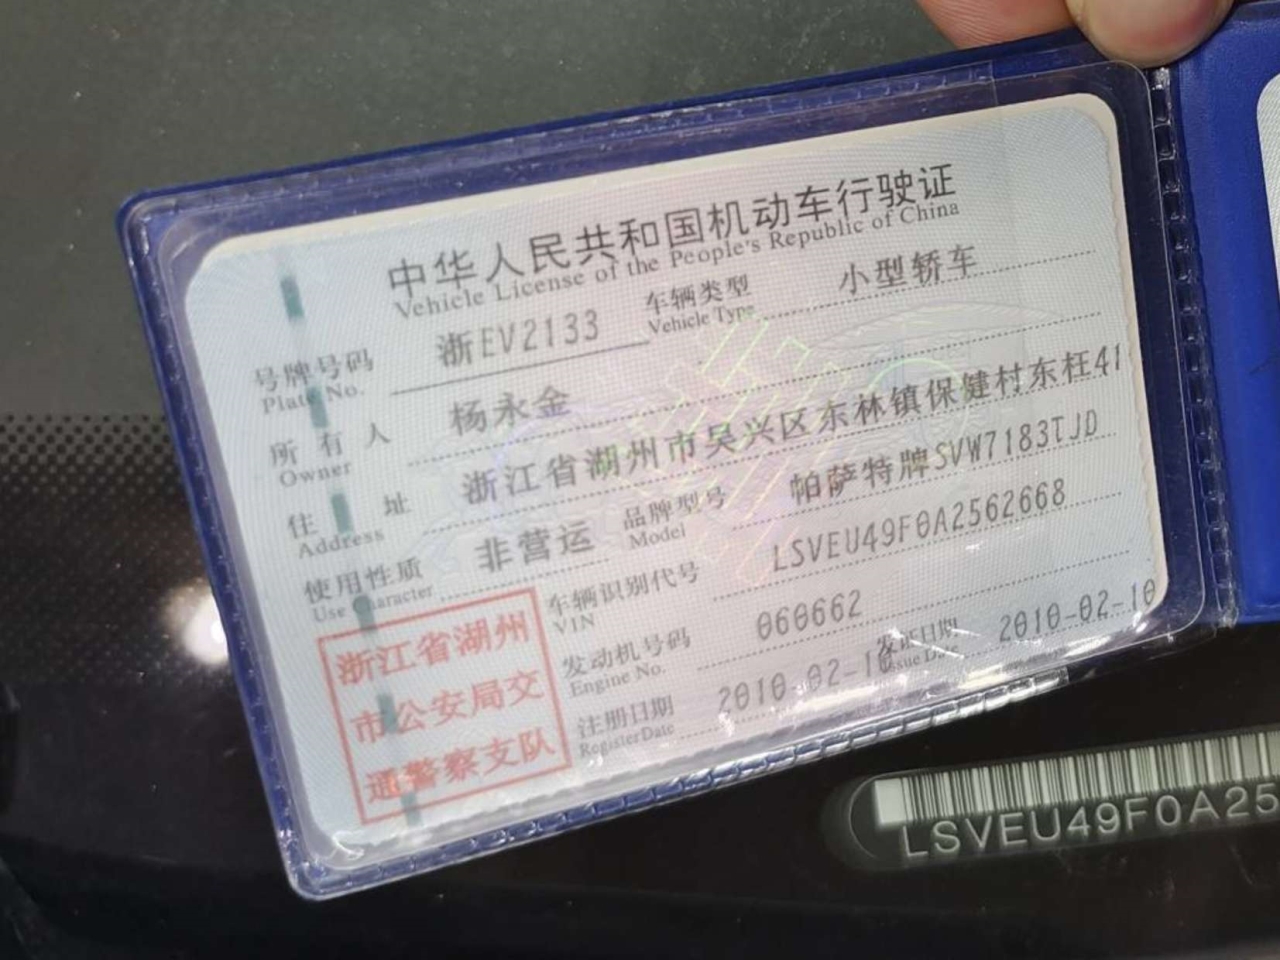 中华人民共和国机动车行驶证
Vehicle License of the People's Republic of China
号牌号码 浙EV2133 车辆类型 小型轿车
Plate No. Vehicle Type
所有人 杨永金
Owner
住址 浙江省湖州市吴兴区东林镇保健村东枉41
Address
使用性质 非营运 品牌型号 帕萨特牌SVW7183TJD
Use Character Model
车辆识别代号 LSVEU49F0A2562668
VIN
发动机号码 060662
Engine No.
注册日期 2010-02-10 发证日期 2010-02-10
Register Date Issue Date
浙江省湖州
市公安局交
通警察支队
LSVEU49F0A25